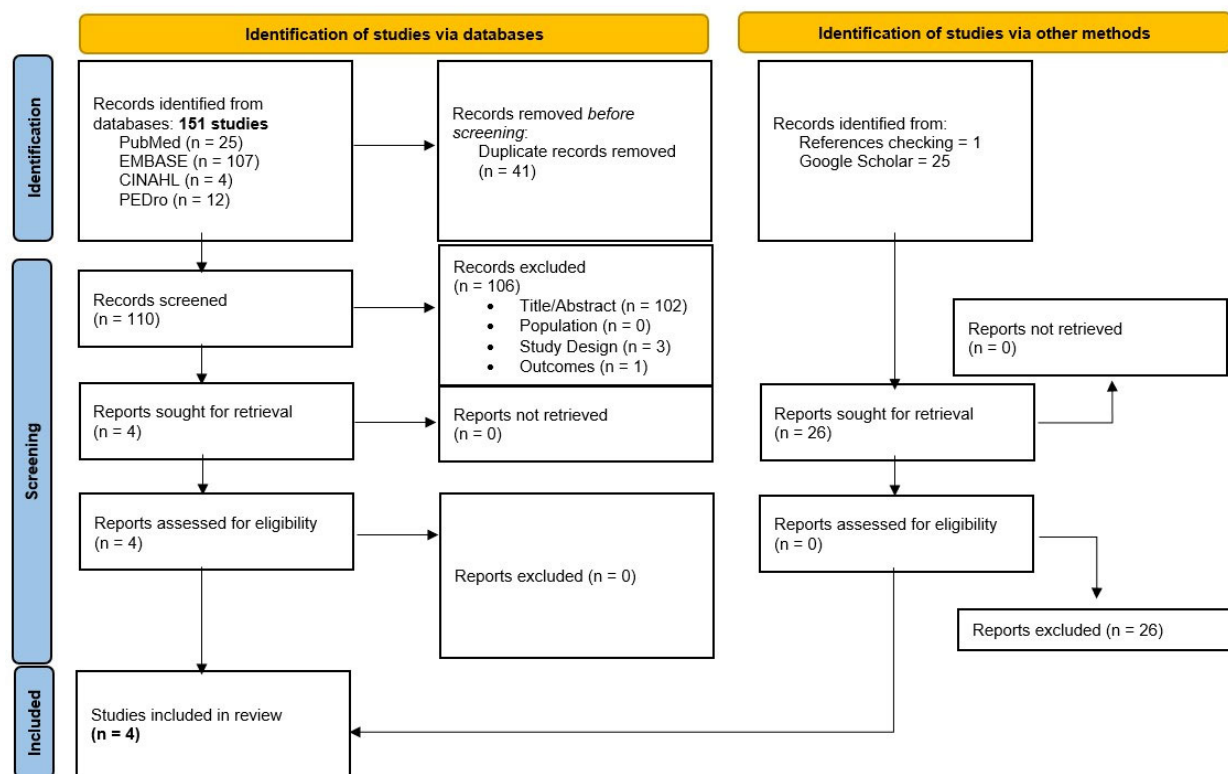 Identification of studies via databases
Identification of studies via other methods
Identification
Records identified from
databases: 151 studies
PubMed (n = 25)
EMBASE (n = 107)
CINAHL (n = 4)
PEDro (n = 12)
Records removed before
screening:
Duplicate records removed
(n = 41)
Records identified from:
References checking = 1
Google Scholar = 25
Screening
Records screened
(n = 110)
Records excluded
(n = 106)
• Title/Abstract (n = 102)
• Population (n = 0)
• Study Design (n = 3)
• Outcomes (n = 1)
Reports not retrieved
(n = 0)
Reports sought for retrieval
(n = 4)
Reports not retrieved
(n = 0)
Reports sought for retrieval
(n = 26)
Reports assessed for eligibility
(n = 4)
Reports excluded (n = 0)
Reports assessed for eligibility
(n = 0)
Reports excluded (n = 26)
Included
Studies included in review
(n = 4)